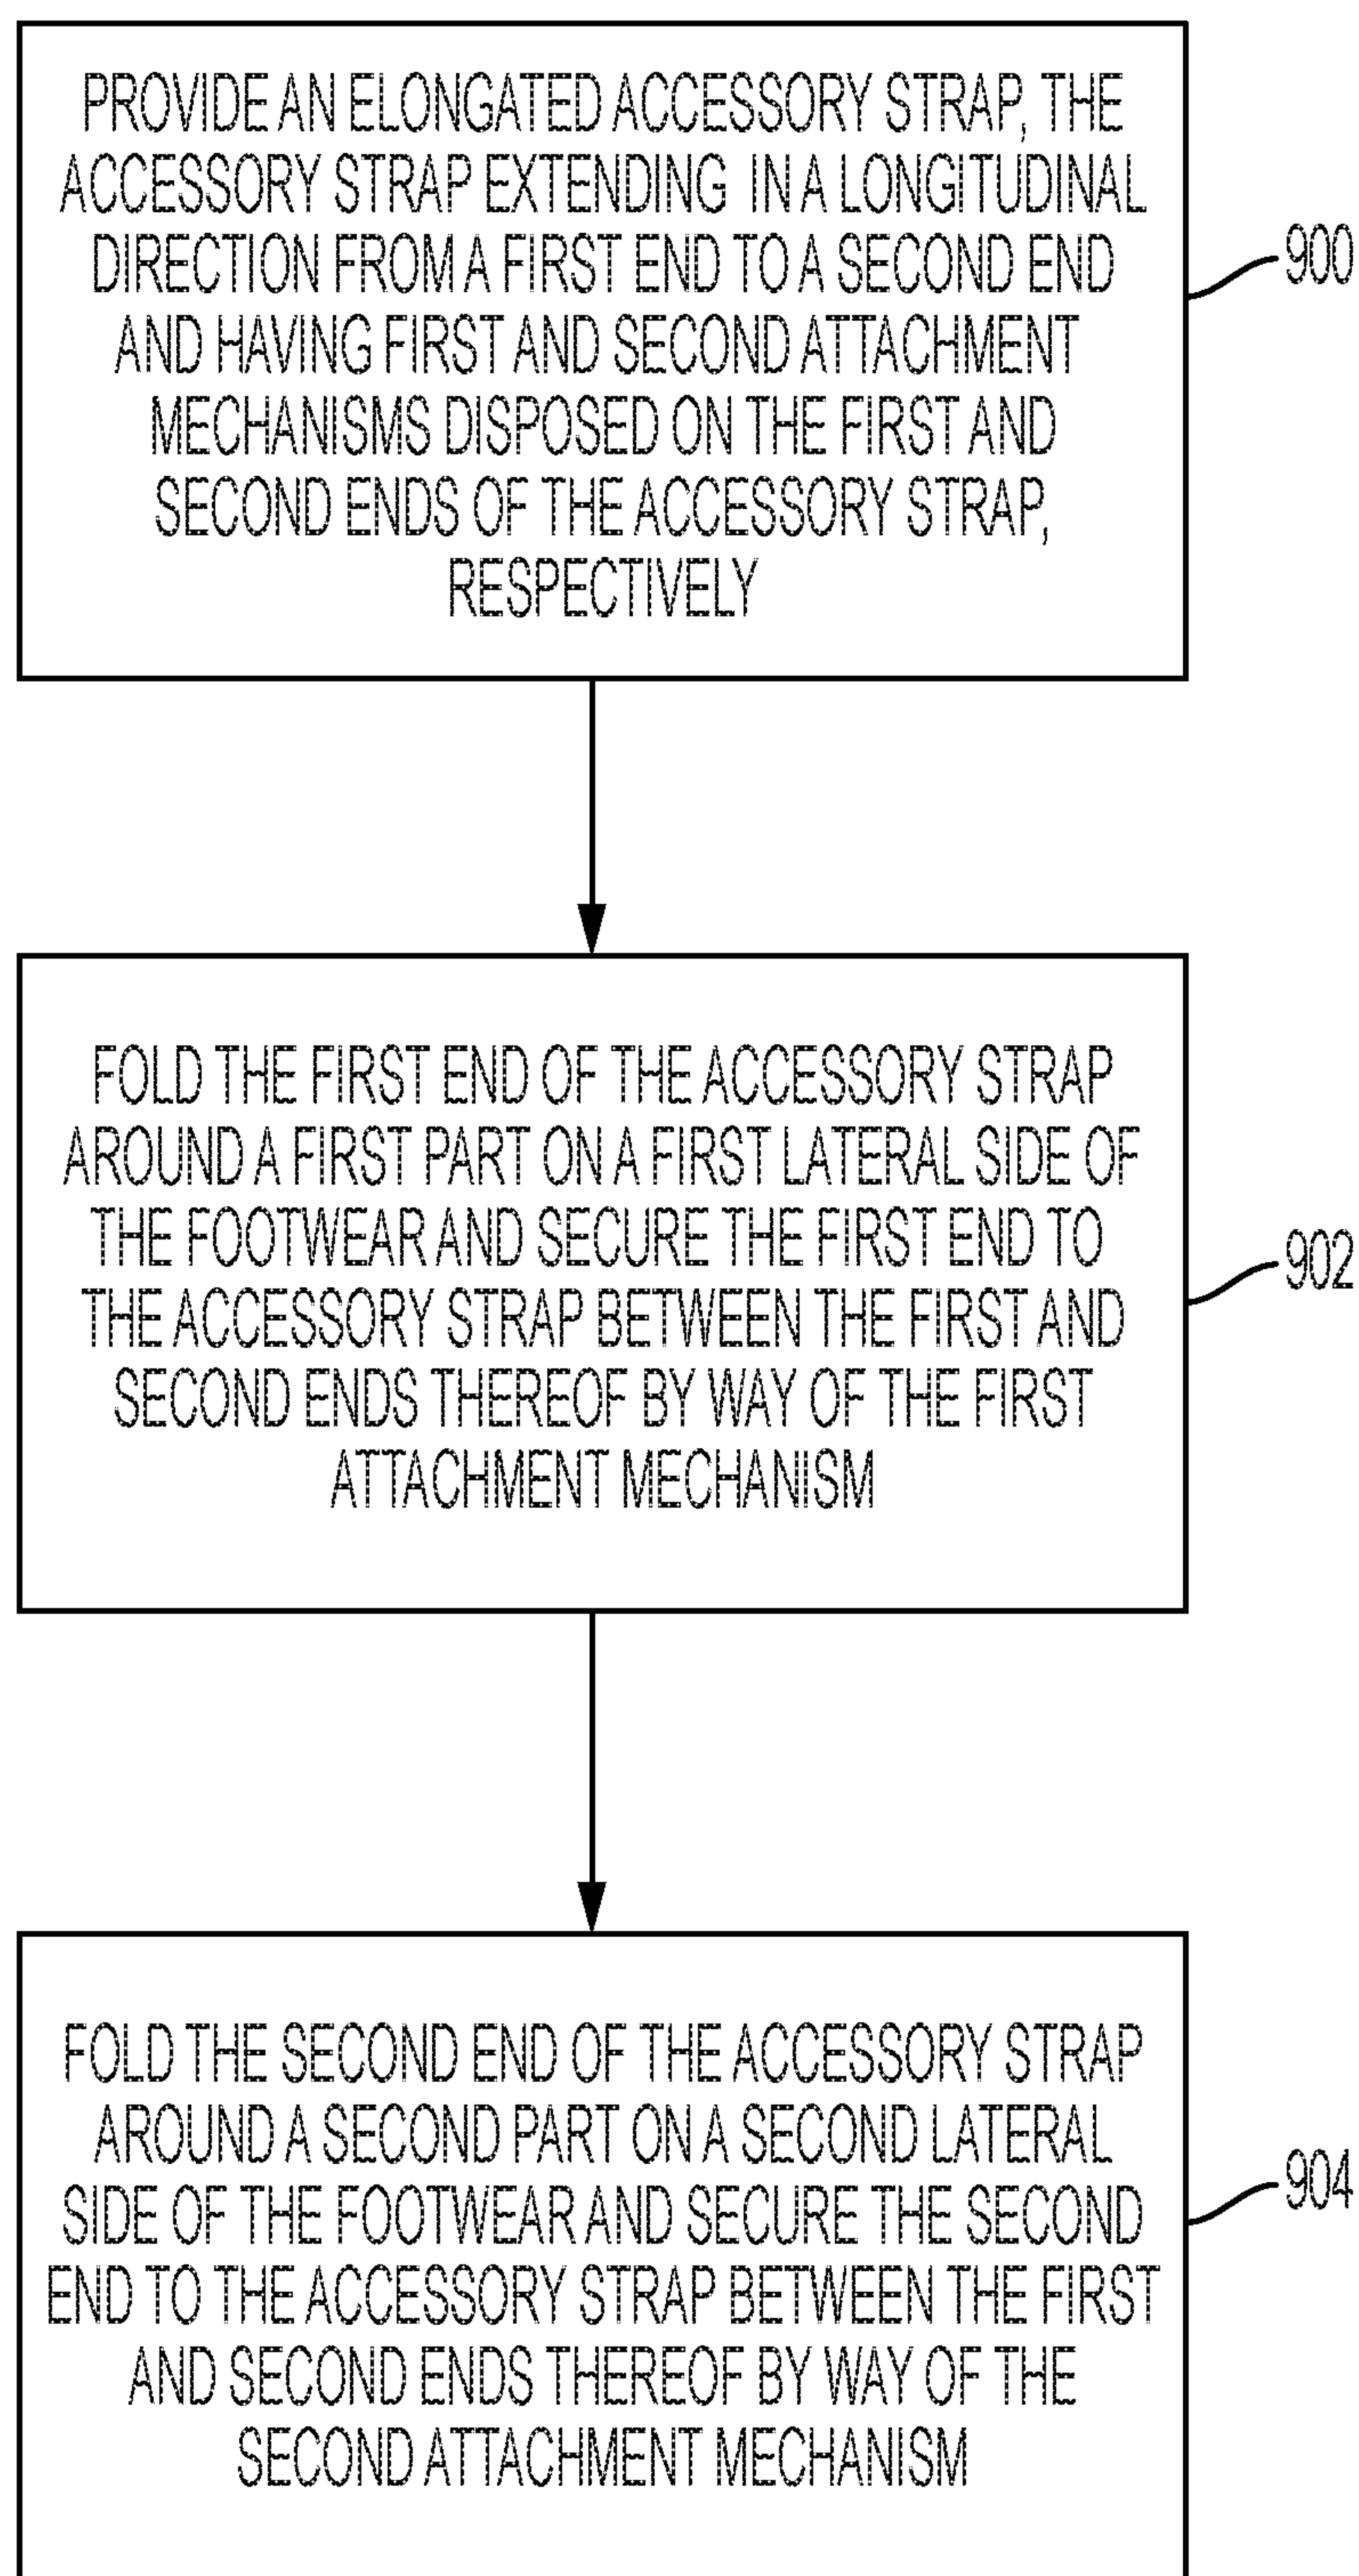 PROVIDE AN ELONGATED ACCESSORY STRAP, THE
ACCESSORY STRAP EXTENDING IN A LONGITUDINAL
DIRECTION FROM A FIRST END TO A SECOND END
AND HAVING FIRST AND SECOND ATTACHMENT
MECHANISMS DISPOSED ON THE FIRST AND
SECOND ENDS OF THE ACCESSORY STRAP,
RESPECTIVELY
900
FOLD THE FIRST END OF THE ACCESSORY STRAP
AROUND A FIRST PART ON A FIRST LATERAL SIDE OF
THE FOOTWEAR AND SECURE THE FIRST END TO
THE ACCESSORY STRAP BETWEEN THE FIRST AND
SECOND ENDS THEREOF BY WAY OF THE FIRST
ATTACHMENT MECHANISM
902
FOLD THE SECOND END OF THE ACCESSORY STRAP
AROUND A SECOND PART ON A SECOND LATERAL
SIDE OF THE FOOTWEAR AND SECURE THE SECOND
END TO THE ACCESSORY STRAP BETWEEN THE FIRST
AND SECOND ENDS THEREOF BY WAY OF THE
SECOND ATTACHMENT MECHANISM
904